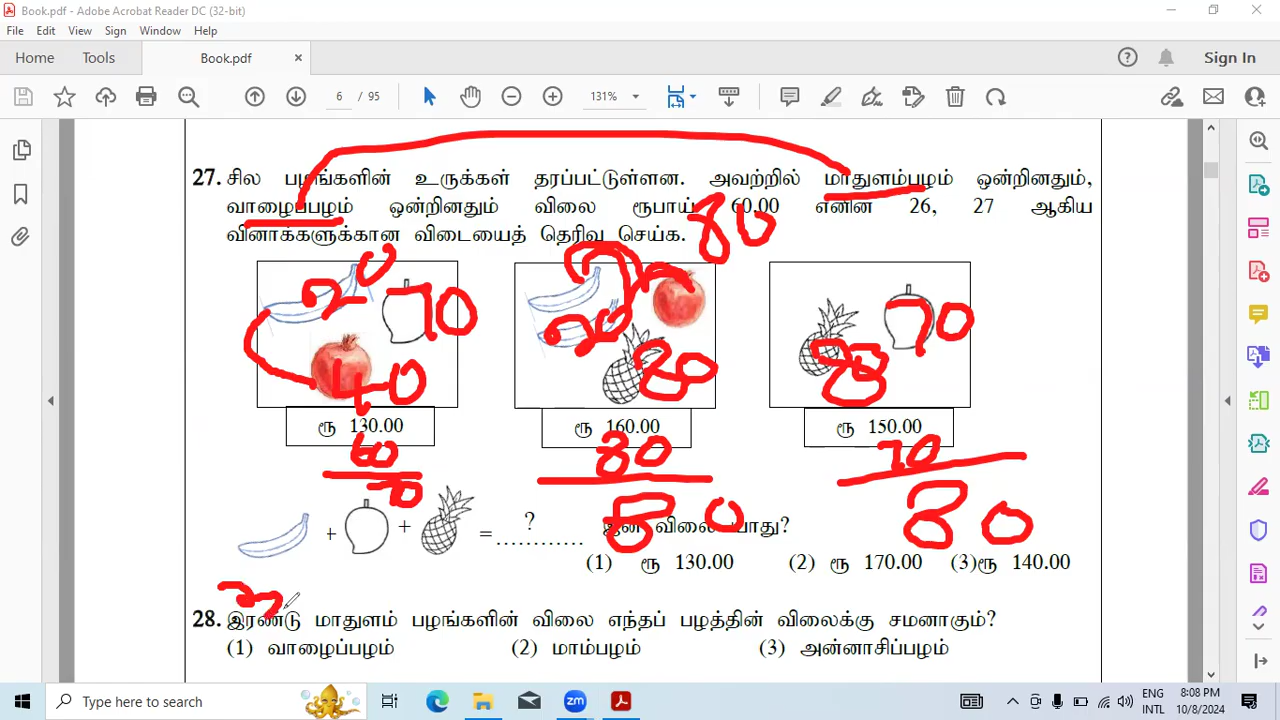 Book.pdf - Adobe Acrobat Reader DC (32-bit)
File Edit View Sign Window Help
Home Tools Book.pdf × Sign In
6 / 95 131%
27. சில பழங்களின் உருக்கள் தரப்பட்டுள்ளன. அவற்றில் மாதுளம்பழம் ஒன்றினதும்,
வாழைப்பழம் ஒன்றினதும் விலை ரூபாய் 60.00 எனின் 26, 27 ஆகிய
வினாக்களுக்கான விடையைத் தெரிவு செய்க.
80
20 70 20 80 70
40 80
ரூ 130.00 ரூ 160.00 ரூ 150.00
60 80 70
70 80 80
+ + = ? ............ இன் விலை யாது?
(1) ரூ 130.00 (2) ரூ 170.00 (3)ரூ 140.00
28. இரண்டு மாதுளம் பழங்களின் விலை எந்தப் பழத்தின் விலைக்கு சமனாகும்?
(1) வாழைப்பழம் (2) மாம்பழம் (3) அன்னாசிப்பழம்
Type here to search ENG 8:08 PM
INTL 10/8/2024